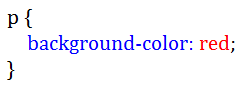 p {
    background-color: red;
}